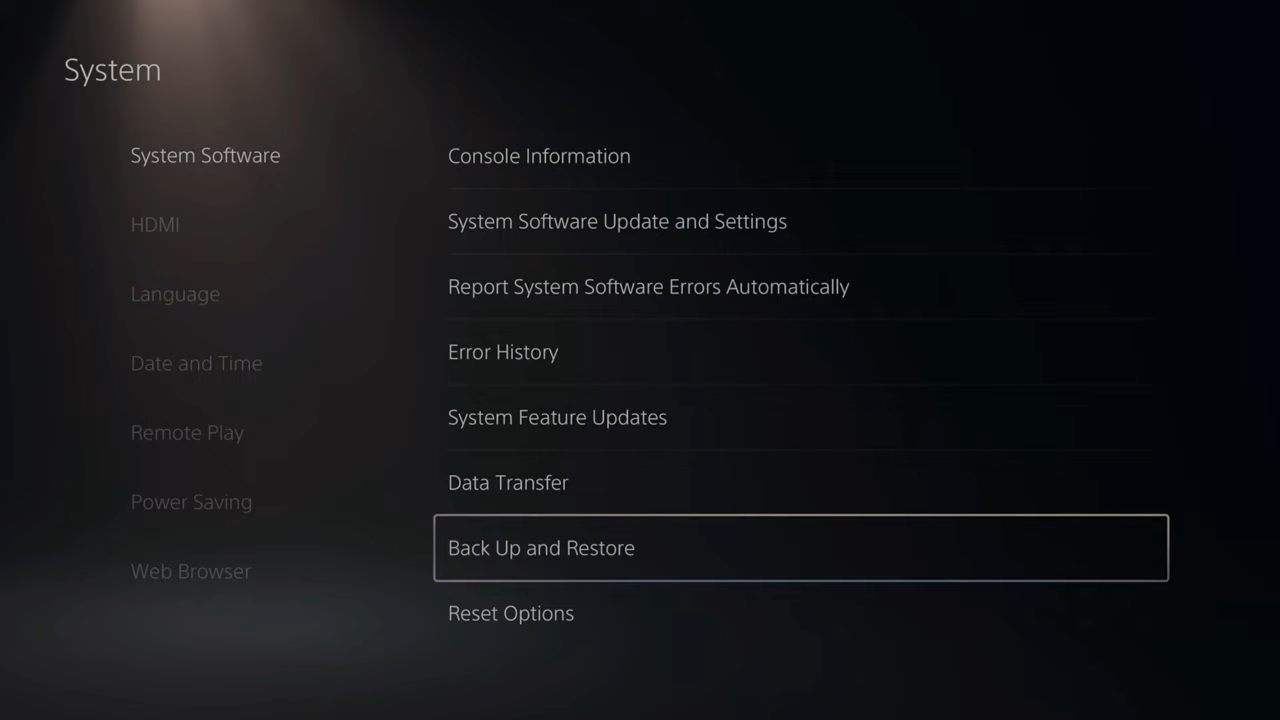 System
System Software
HDMI
Language
Date and Time
Remote Play
Power Saving
Web Browser
Console Information
System Software Update and Settings
Report System Software Errors Automatically
Error History
System Feature Updates
Data Transfer
Back Up and Restore
Reset Options